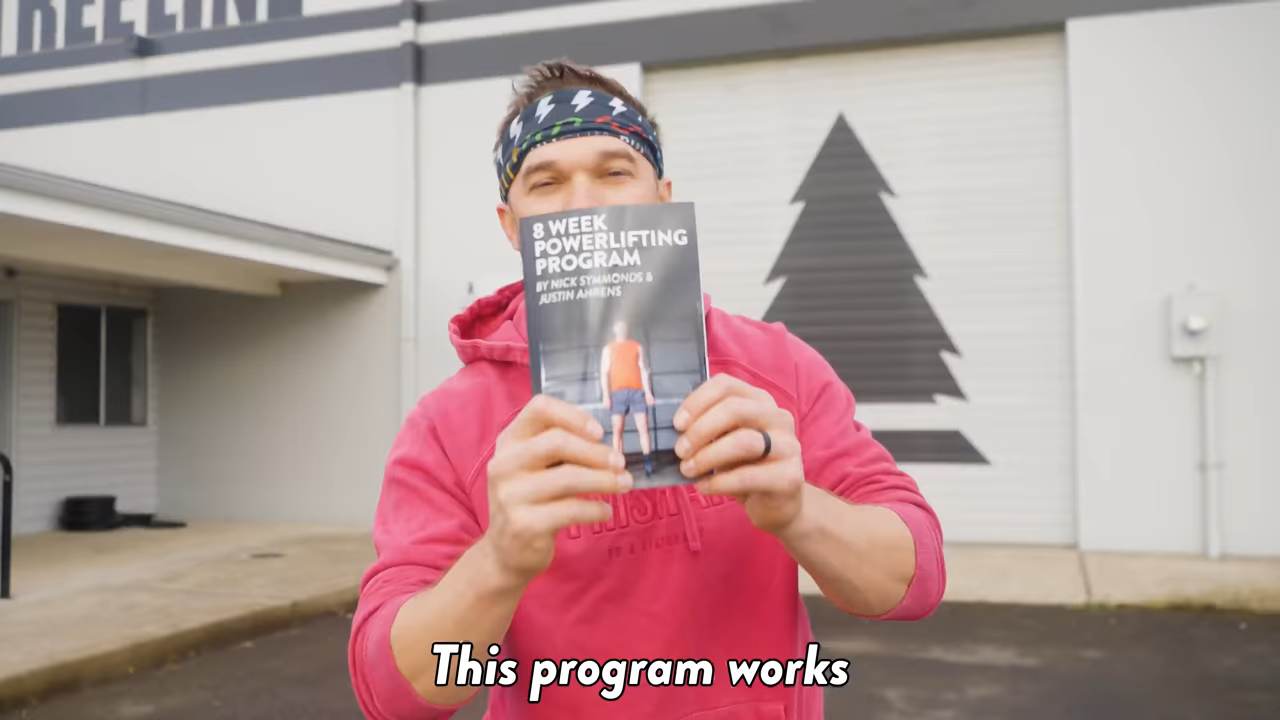 8 WEEK
POWERLIFTING
PROGRAM
BY NICK SYMMONDS &
JUSTIN AHRENS
This program works